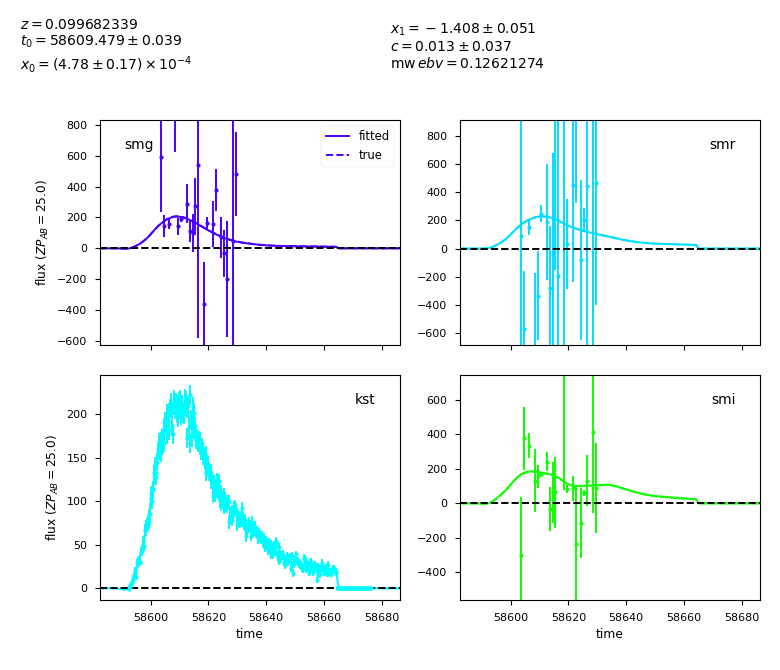 z = 0.099682339
t₀ = 58609.479 ± 0.039
x₀ = (4.78 ± 0.17) × 10⁻⁴
x₁ = −1.408 ± 0.051
c = 0.013 ± 0.037
mw ebv = 0.12621274
smg
fitted
true
800
600
400
200
0
−200
−400
−600
flux (ZP_AB = 25.0)
smr
800
600
400
200
0
−200
−400
−600
kst
200
150
100
50
0
flux (ZP_AB = 25.0)
58600 58620 58640 58660 58680
time
smi
600
400
200
0
−200
−400
58600 58620 58640 58660 58680
time